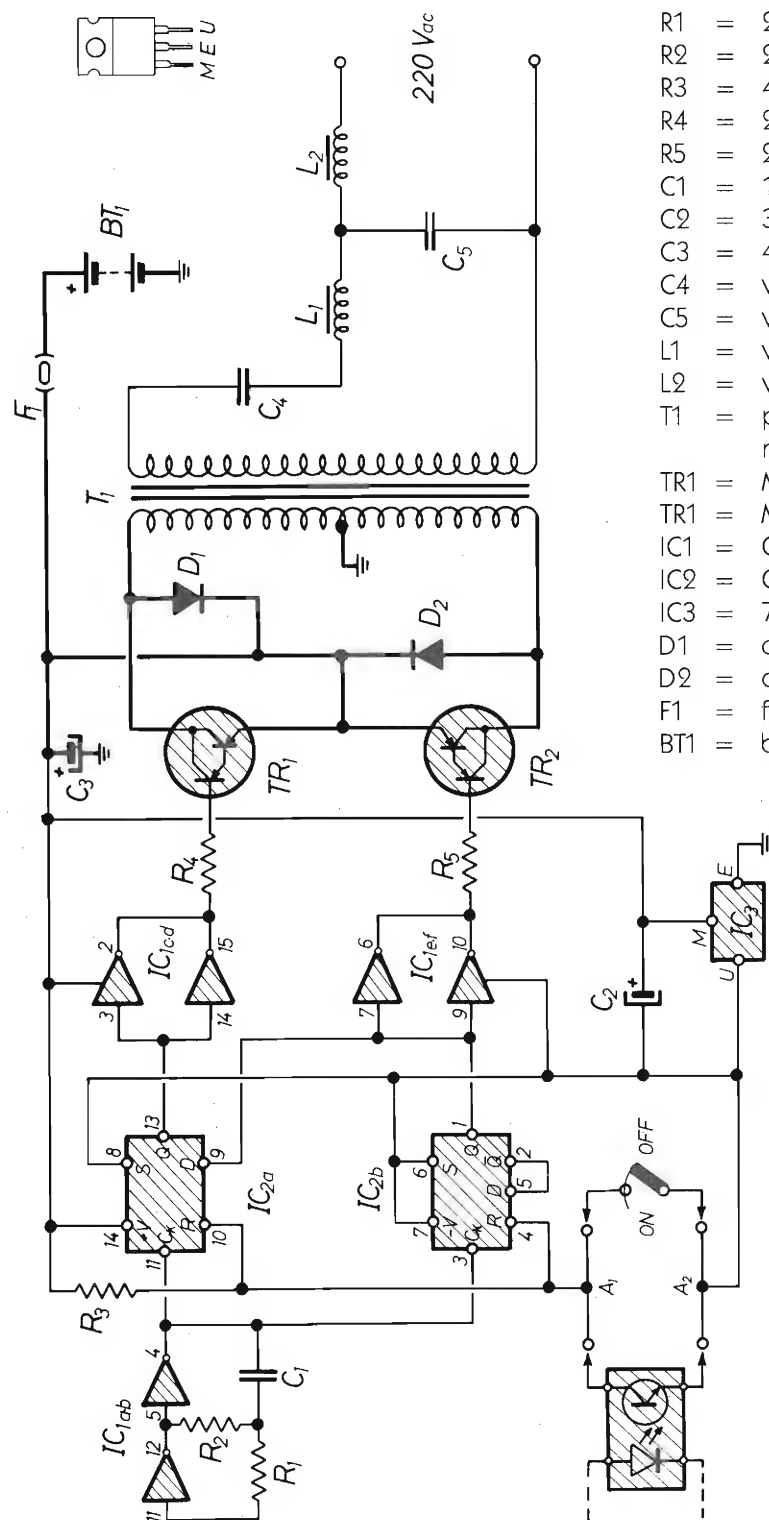 M E U
220 Vac
L2
BT1
+
L1
C5
F1
C4
T1
D1
D2
+
C3
TR1
TR2
R4
R5
2
15
IC1cd
3
14
6
10
IC1ef
7
9
E
M
IC3
U
C2
+
13
Q
8
S
D
9
IC2a
14
+V
CK
R
10
11
1
Q
6
S
Q
2
IC2b
D
5
7
-V
CK
R
4
3
R3
OFF
ON
A1
A2
4
5
IC1ab
12
11
C1
R2
R1
R1 =
R2 =
R3 =
R4 =
R5 =
C1 =
C2 =
C3 =
C4 =
C5 =
L1 =
L2 =
T1 =
TR1 =
TR1 =
IC1 =
IC2 =
IC3 =
D1 =
D2 =
F1 =
BT1 =